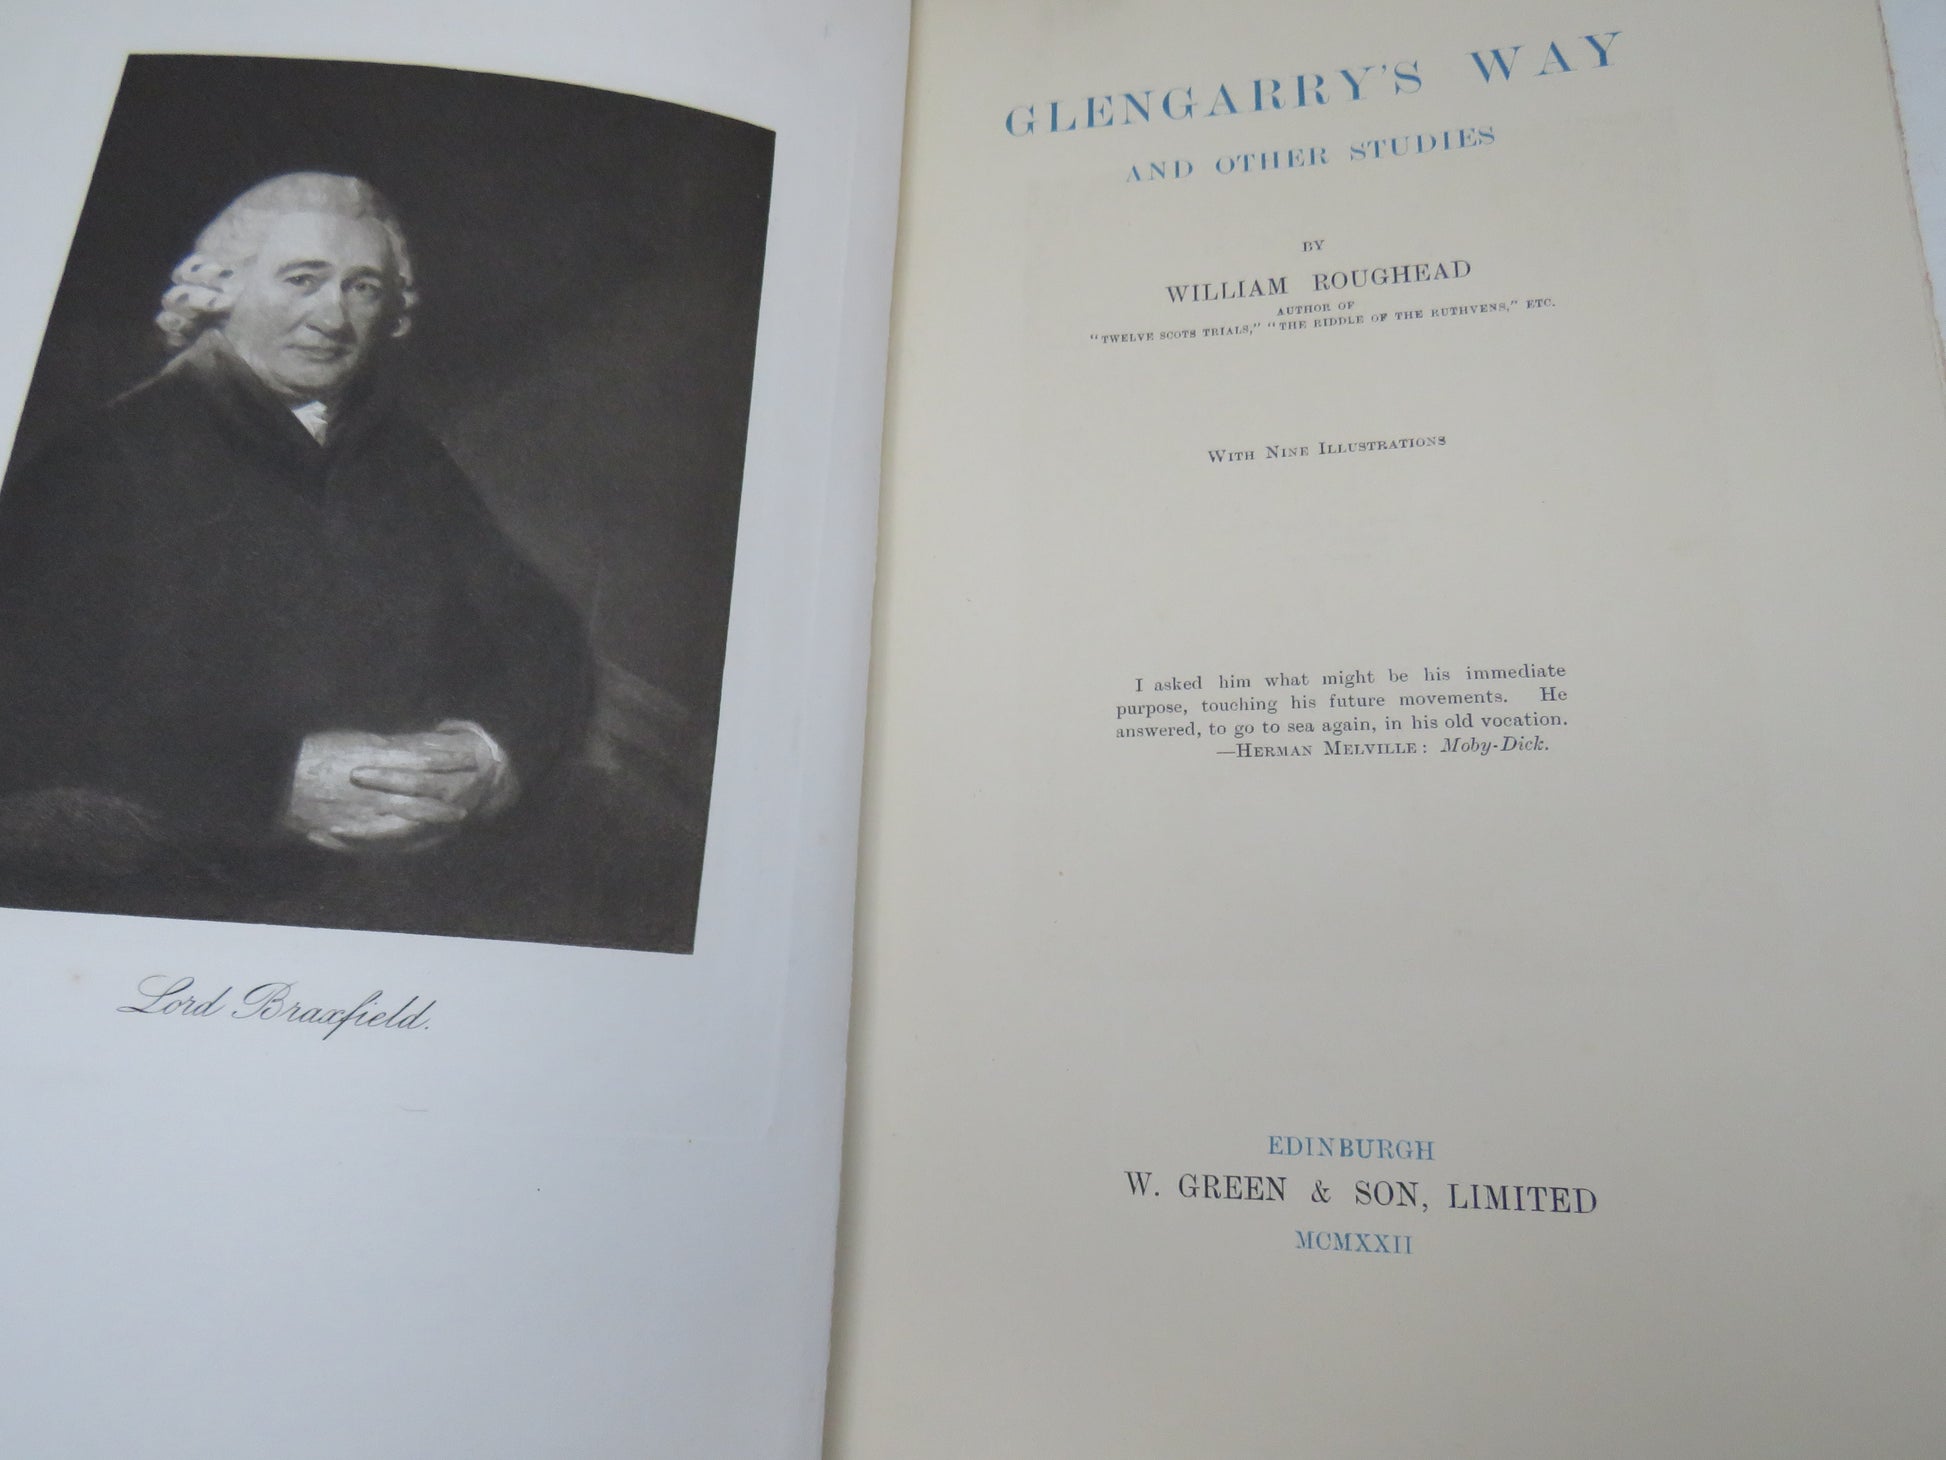 Lord Braxfield.
GLENGARRY'S WAY
AND OTHER STUDIES
BY
WILLIAM ROUGHEAD
AUTHOR OF
"TWELVE SCOTS TRIALS," "THE RIDDLE OF THE RUTHVENS," ETC.
WITH NINE ILLUSTRATIONS
I asked him what might be his immediate
purpose, touching his future movements. He
answered, to go to sea again, in his old vocation.
—HERMAN MELVILLE: Moby-Dick.
EDINBURGH
W. GREEN & SON, LIMITED
MCMXXII